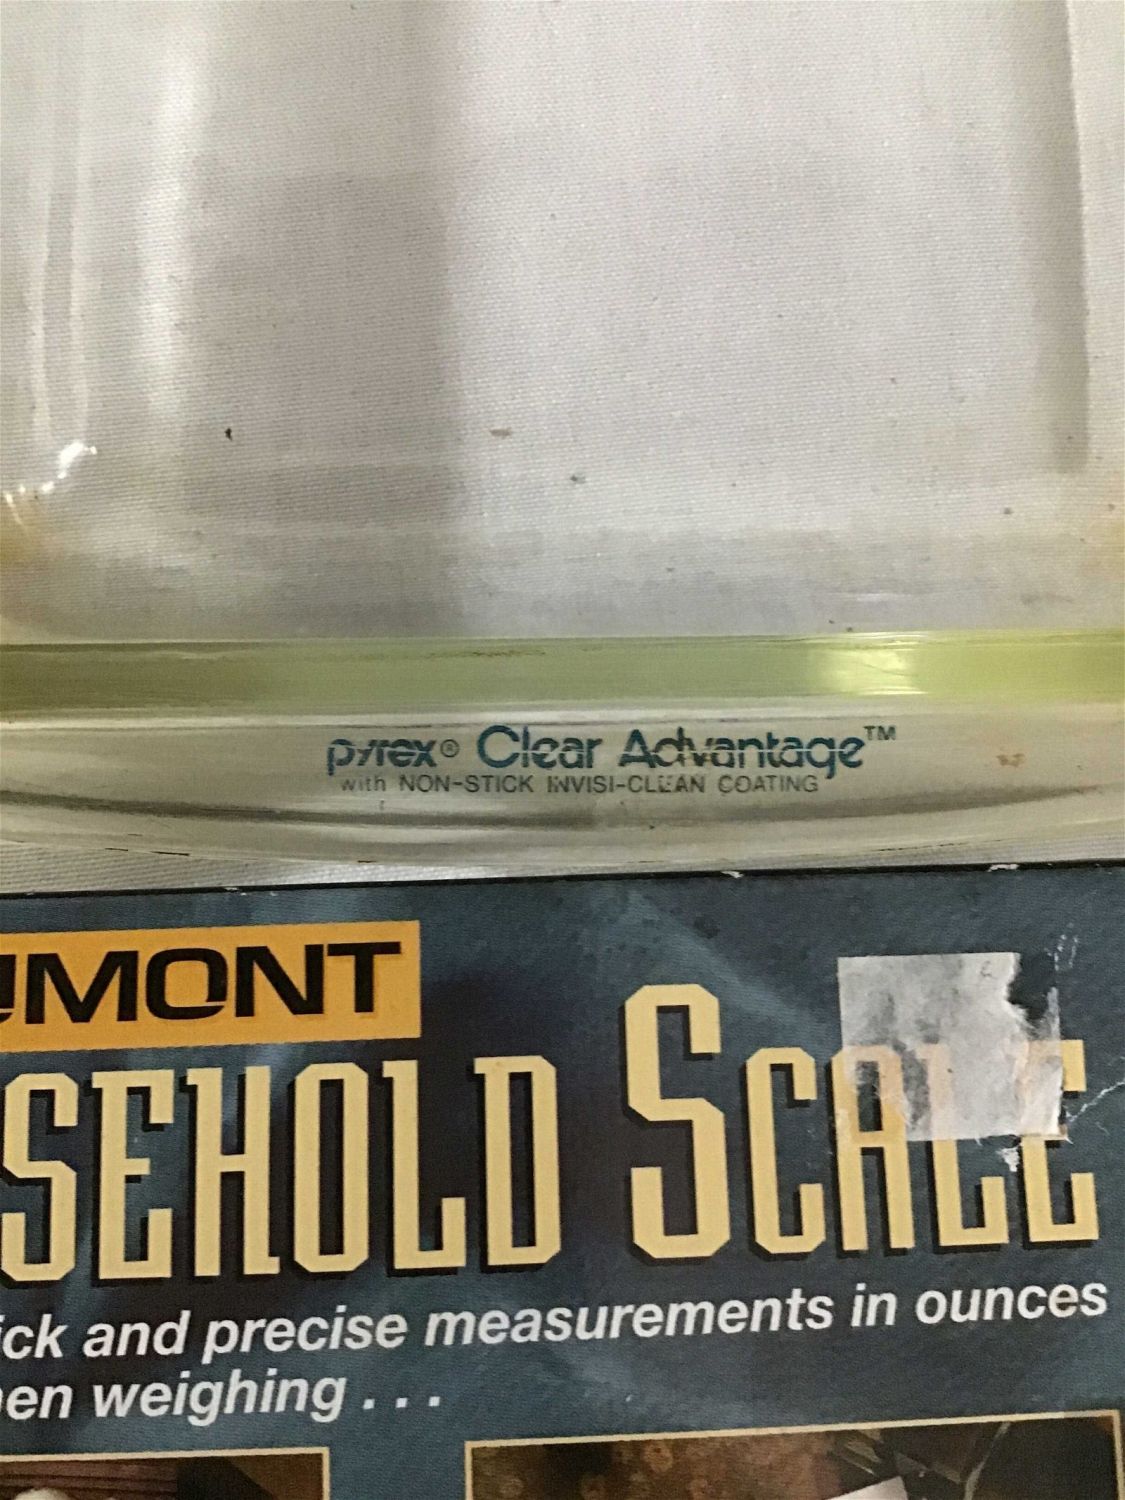 pyrex® Clear Advantage™
with NON-STICK INVISI-CLEAN COATING
UMONT
SEHOLD SCALE
ick and precise measurements in ounces
en weighing . . .